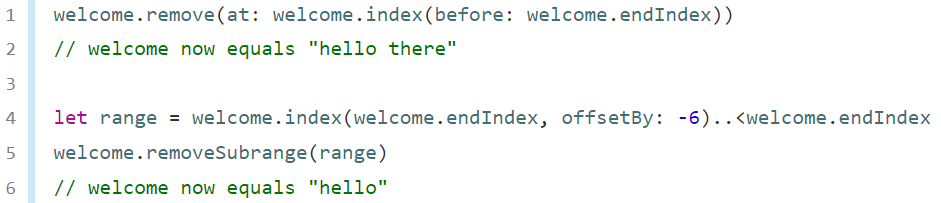 1 welcome.remove(at: welcome.index(before: welcome.endIndex))
2 // welcome now equals "hello there"
3
4 let range = welcome.index(welcome.endIndex, offsetBy: -6)..<welcome.endIndex
5 welcome.removeSubrange(range)
6 // welcome now equals "hello"